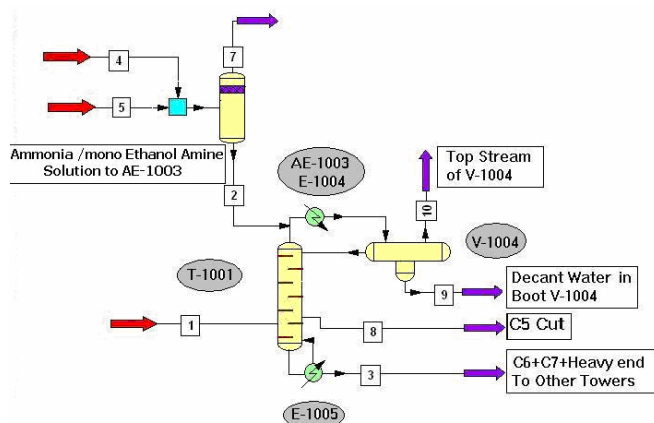 7
4
5
Ammonia /mono Ethanol Amine
Solution to AE-1003
2
AE-1003
E-1004
Top Stream
of V-1004
10
V-1004
T-1001
9
Decant Water in
Boot V-1004
1
8
C5 Cut
3
C6+C7+Heavy end
To Other Towers
E-1005